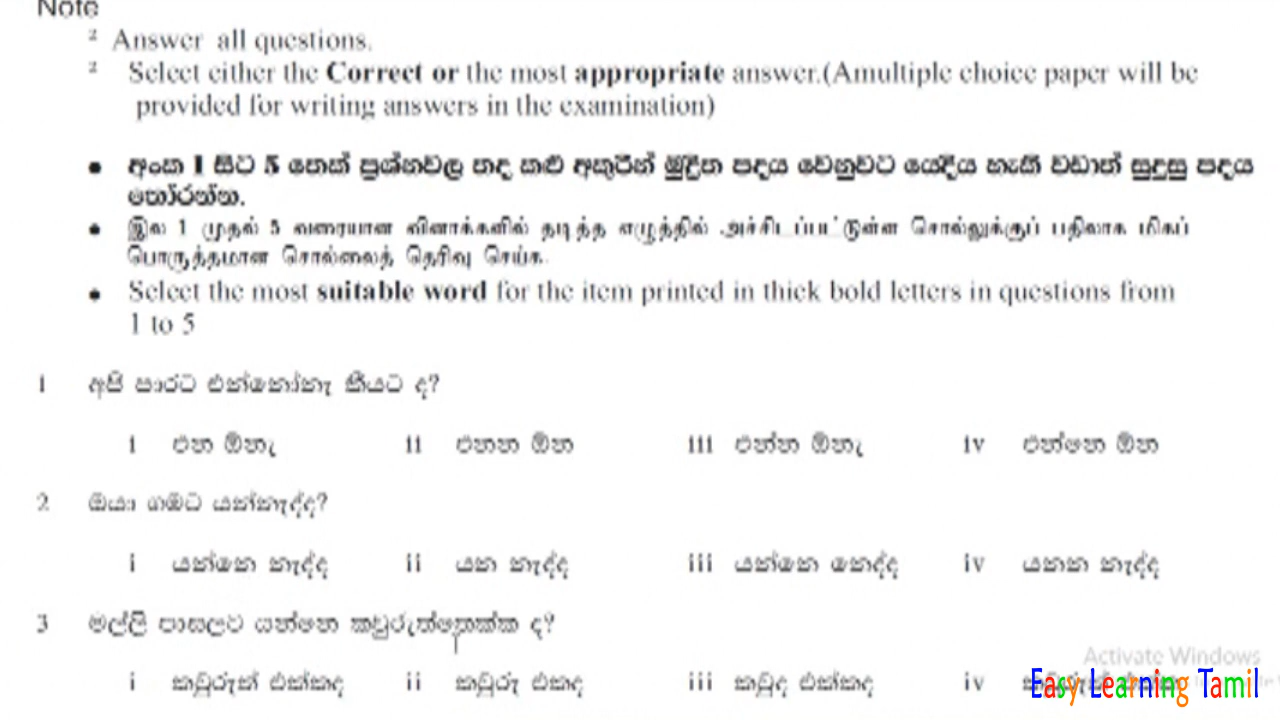 Note
² Answer all questions.
² Select either the Correct or the most appropriate answer.(Amultiple choice paper will be
provided for writing answers in the examination)
• අංක 1 සිට 5 තෙක් ප්‍රශ්නවල තද කළු අකුරින් මුද්‍රිත පදය වෙනුවට යෙදිය හැකි වඩාත් සුදුසු පදය
තෝරන්න.
• இல 1 முதல் 5 வரையான வினாக்களில் தடித்த எழுத்தில் அச்சிடப்பட்டுள்ள சொல்லுக்குப் பதிலாக மிகப்
பொருத்தமான சொல்லைத் தெரிவு செய்க.
• Select the most suitable word for the item printed in thick bold letters in questions from
1 to 5
1 අපි පාරට එන්නෝනෑ කීයට ද?
i එන ඕනැ ii එනන ඕන iii එන්න ඕනැ iv එන්නෙ ඕන
2 ඔයා ගඹට යන්නැද්ද?
i යන්නෙ නැද්ද ii යන නැද්ද iii යන්නෙ නෙද්ද iv යනන නැද්ද
3 මල්ලි පාසලට යන්නෙ කවුරුත්තෙක්ක ද?
i කවුරුත් එක්කද ii කවුරු එකද iii කවුද එක්කද iv
Activate Windows
Easy Learning Tamil